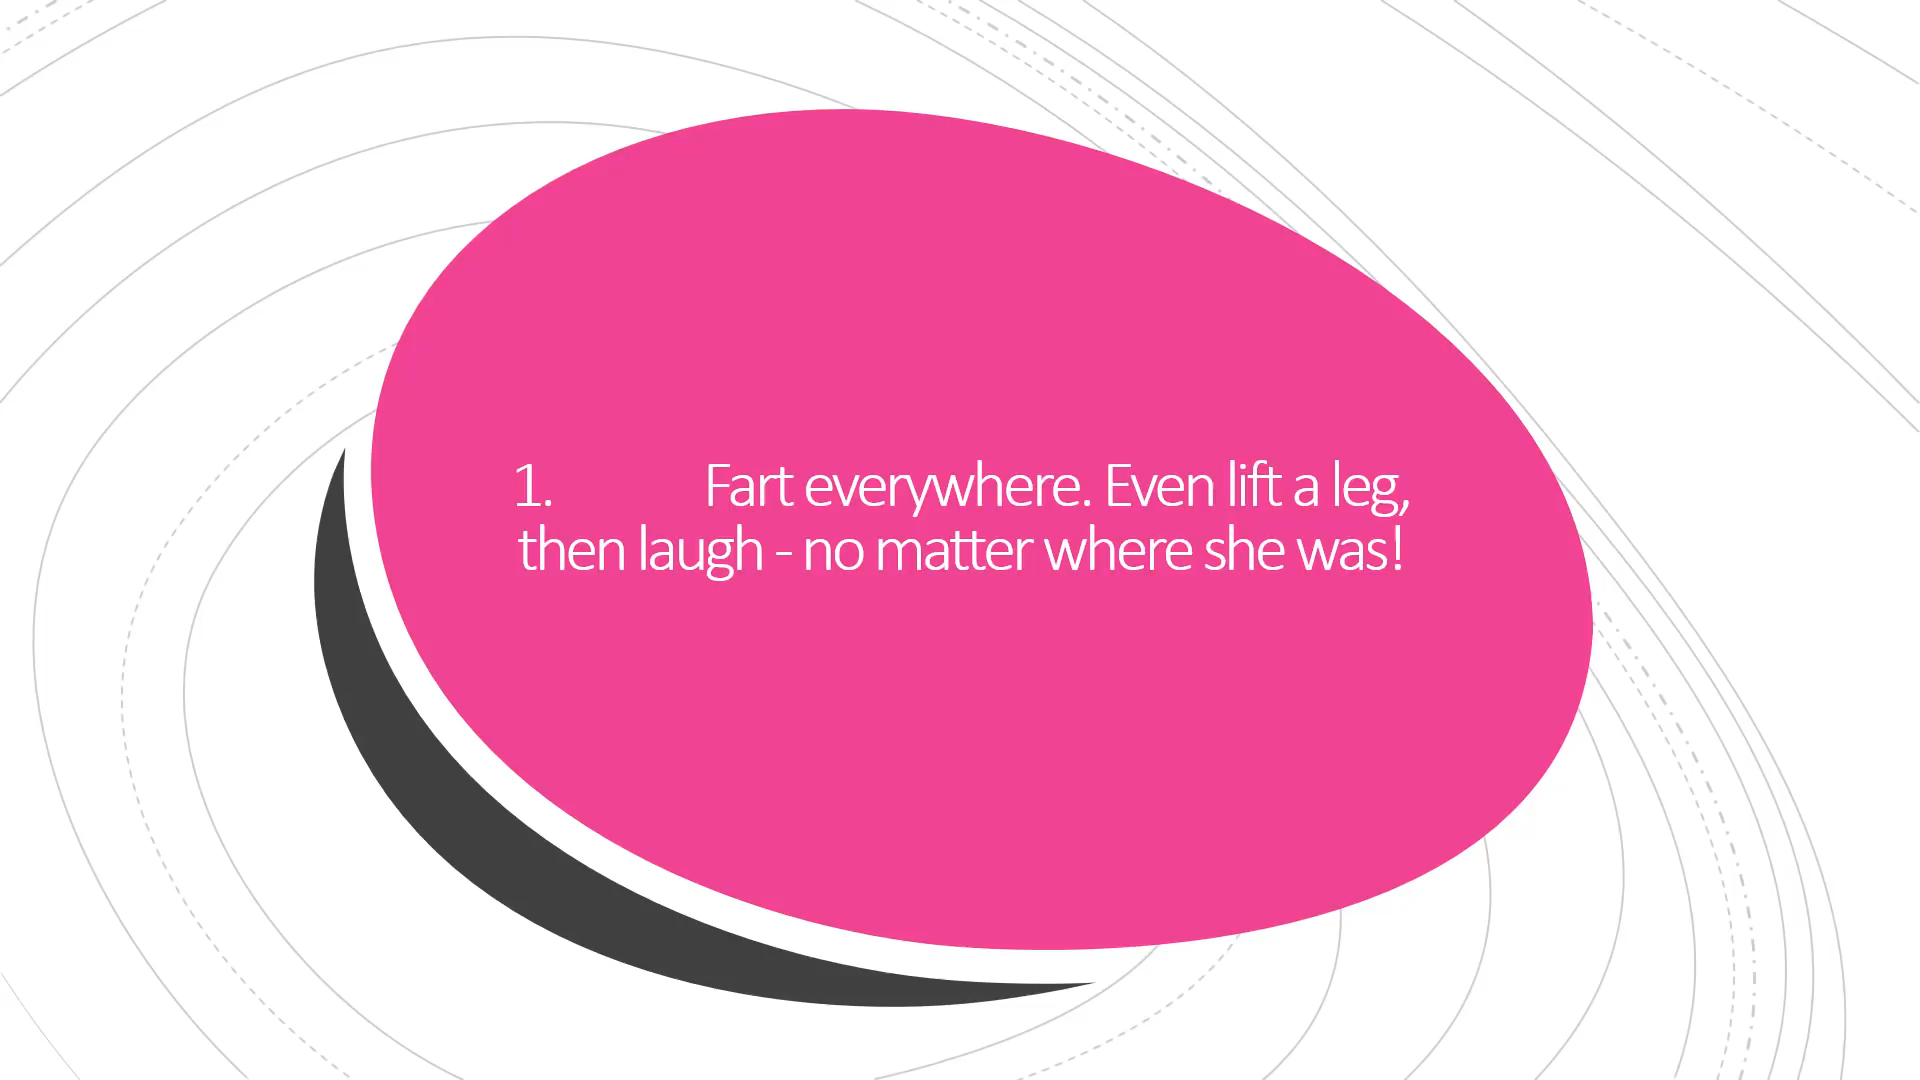 1. Fart everywhere. Even lift a leg,
then laugh - no matter where she was!